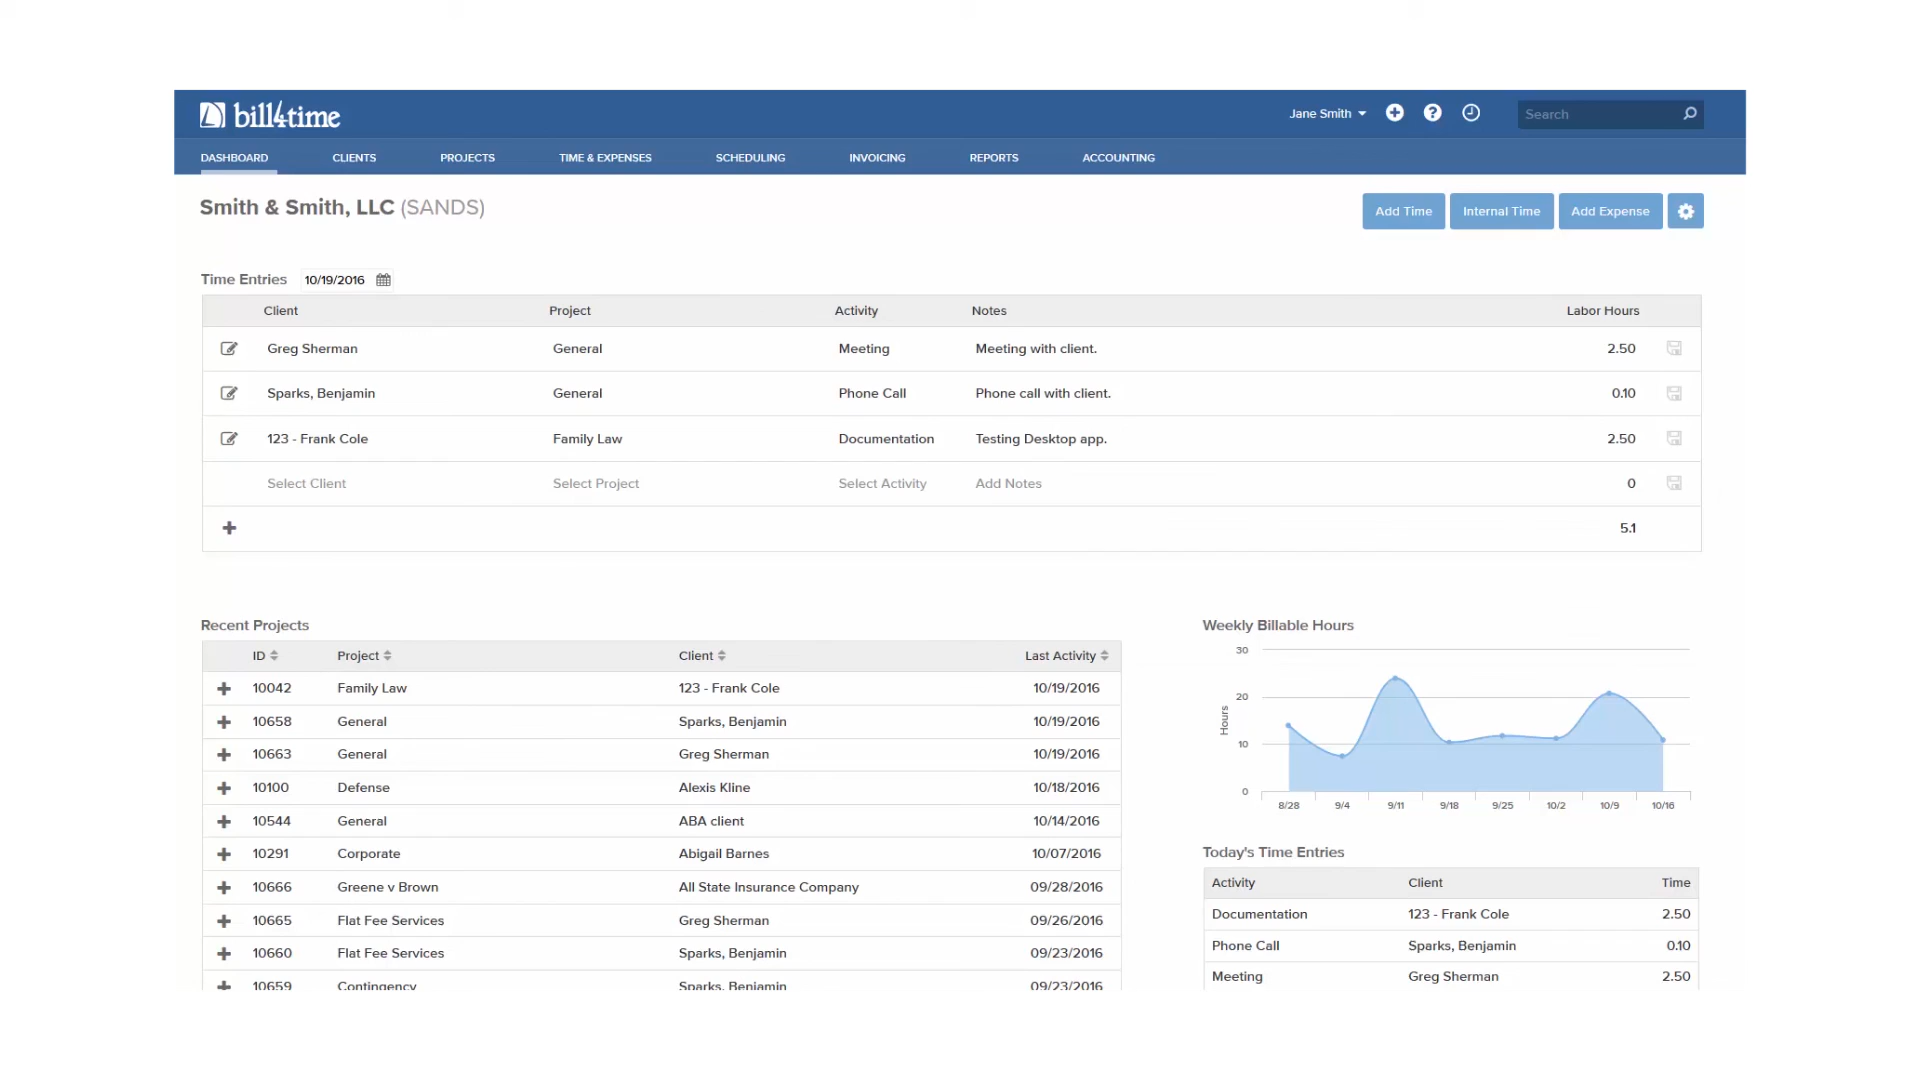 bill4time
Jane Smith
Search
DASHBOARD CLIENTS PROJECTS TIME & EXPENSES SCHEDULING INVOICING REPORTS ACCOUNTING
Smith & Smith, LLC (SANDS)
Add Time Internal Time Add Expense
Time Entries 10/19/2016
Client Project Activity Notes Labor Hours
Greg Sherman General Meeting Meeting with client. 2.50
Sparks, Benjamin General Phone Call Phone call with client. 0.10
123 - Frank Cole Family Law Documentation Testing Desktop app. 2.50
Select Client Select Project Select Activity Add Notes 0
5.1
Recent Projects
ID Project Client Last Activity
10042 Family Law 123 - Frank Cole 10/19/2016
10658 General Sparks, Benjamin 10/19/2016
10663 General Greg Sherman 10/19/2016
10100 Defense Alexis Kline 10/18/2016
10544 General ABA client 10/14/2016
10291 Corporate Abigail Barnes 10/07/2016
10666 Greene v Brown All State Insurance Company 09/28/2016
10665 Flat Fee Services Greg Sherman 09/26/2016
10660 Flat Fee Services Sparks, Benjamin 09/23/2016
10659 Contingency Sparks, Benjamin 09/23/2016
Weekly Billable Hours
30
20
10
0
Hours
8/28 9/4 9/11 9/18 9/25 10/2 10/9 10/16
Today's Time Entries
Activity Client Time
Documentation 123 - Frank Cole 2.50
Phone Call Sparks, Benjamin 0.10
Meeting Greg Sherman 2.50